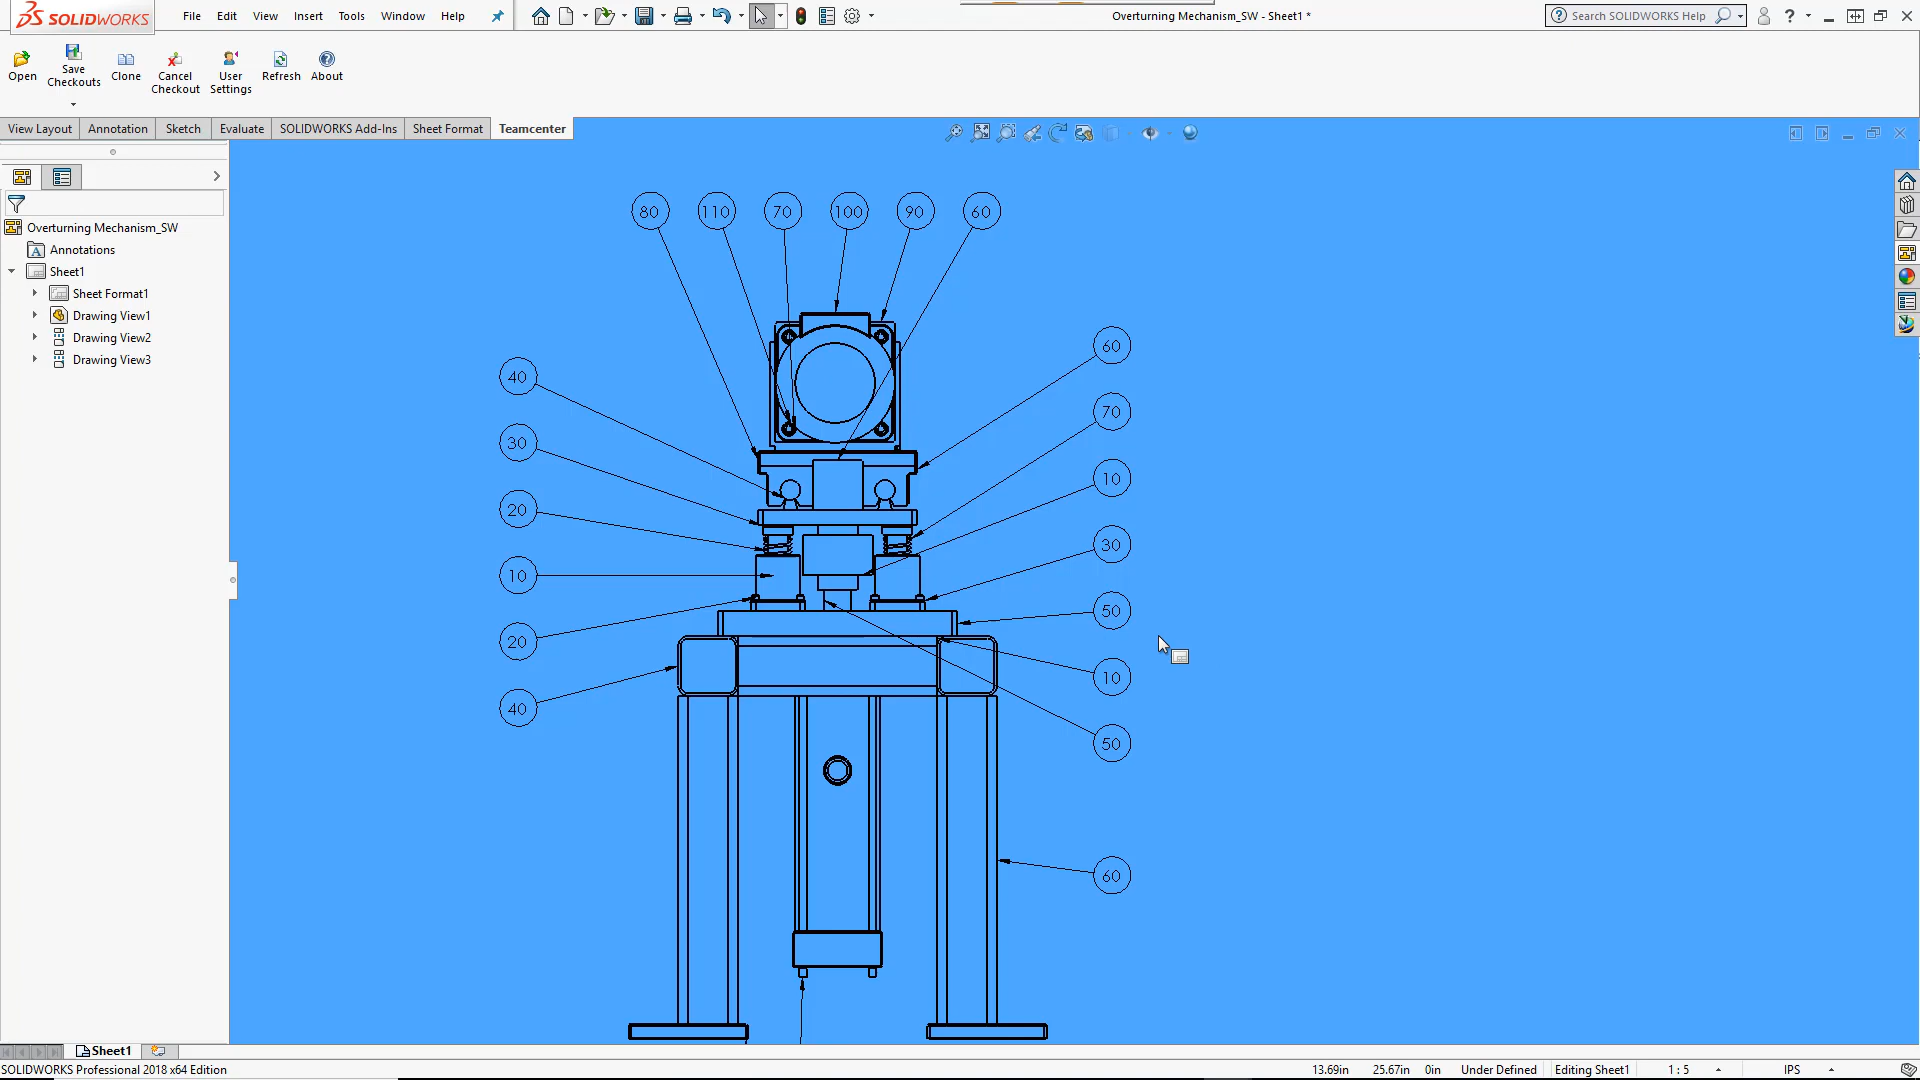 SOLIDWORKS
File Edit View Insert Tools Window Help
Overturning Mechanism_SW - Sheet1 *
Search SOLIDWORKS Help
Open
Save Checkouts
Clone
Cancel Checkout
User Settings
Refresh
About
View Layout Annotation Sketch Evaluate SOLIDWORKS Add-Ins Sheet Format Teamcenter
Overturning Mechanism_SW
Annotations
Sheet1
Sheet Format1
Drawing View1
Drawing View2
Drawing View3
80 110 70 100 90 60
60
40
70
30
10
20
30
10
50
20
10
40
50
60
Sheet1
SOLIDWORKS Professional 2018 x64 Edition
13.69in 25.67in 0in Under Defined Editing Sheet1 1 : 5 IPS